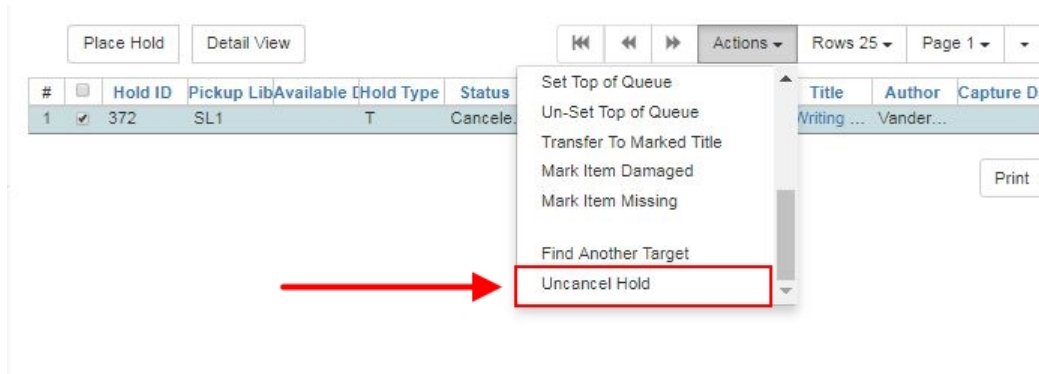 Place Hold Detail View Actions Rows 25 Page 1
# Hold ID Pickup Lib Available D Hold Type Status Title Author Capture D
1 372 SL1 T Cancele... Writing ... Vander...
Set Top of Queue
Un-Set Top of Queue
Transfer To Marked Title
Mark Item Damaged
Mark Item Missing
Print
Find Another Target
Uncancel Hold